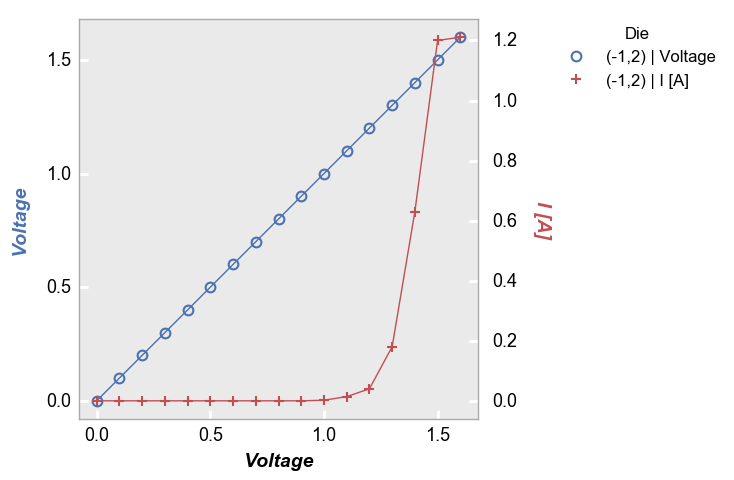 Die
(-1,2) | Voltage
(-1,2) | I [A]
Voltage
1.5
1.0
0.5
0.0
1.2
1.0
0.8
0.6
0.4
0.2
0.0
I [A]
0.0 0.5 1.0 1.5
Voltage